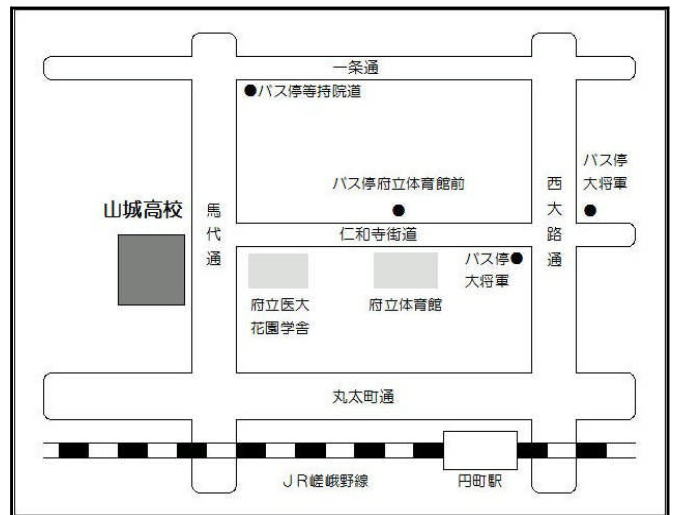 一条通
●バス停等持院道
バス停
大将軍
●
バス停府立体育館前
●
西大路通
山城高校
馬代通
仁和寺街道
バス停●
大将軍
府立医大
花園学舎
府立体育館
丸太町通
JR嵯峨野線
円町駅